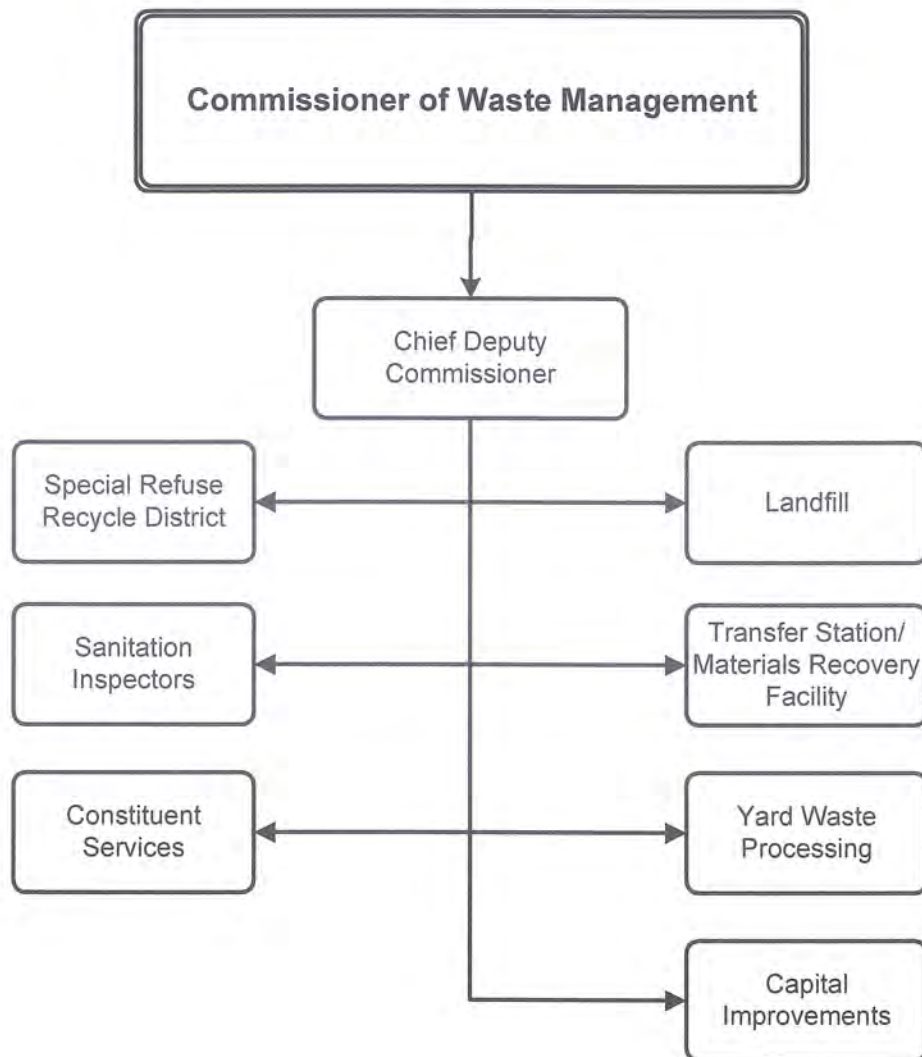 Commissioner of Waste Management
Chief Deputy
Commissioner
Special Refuse
Recycle District
Landfill
Sanitation
Inspectors
Transfer Station/
Materials Recovery
Facility
Constituent
Services
Yard Waste
Processing
Capital
Improvements